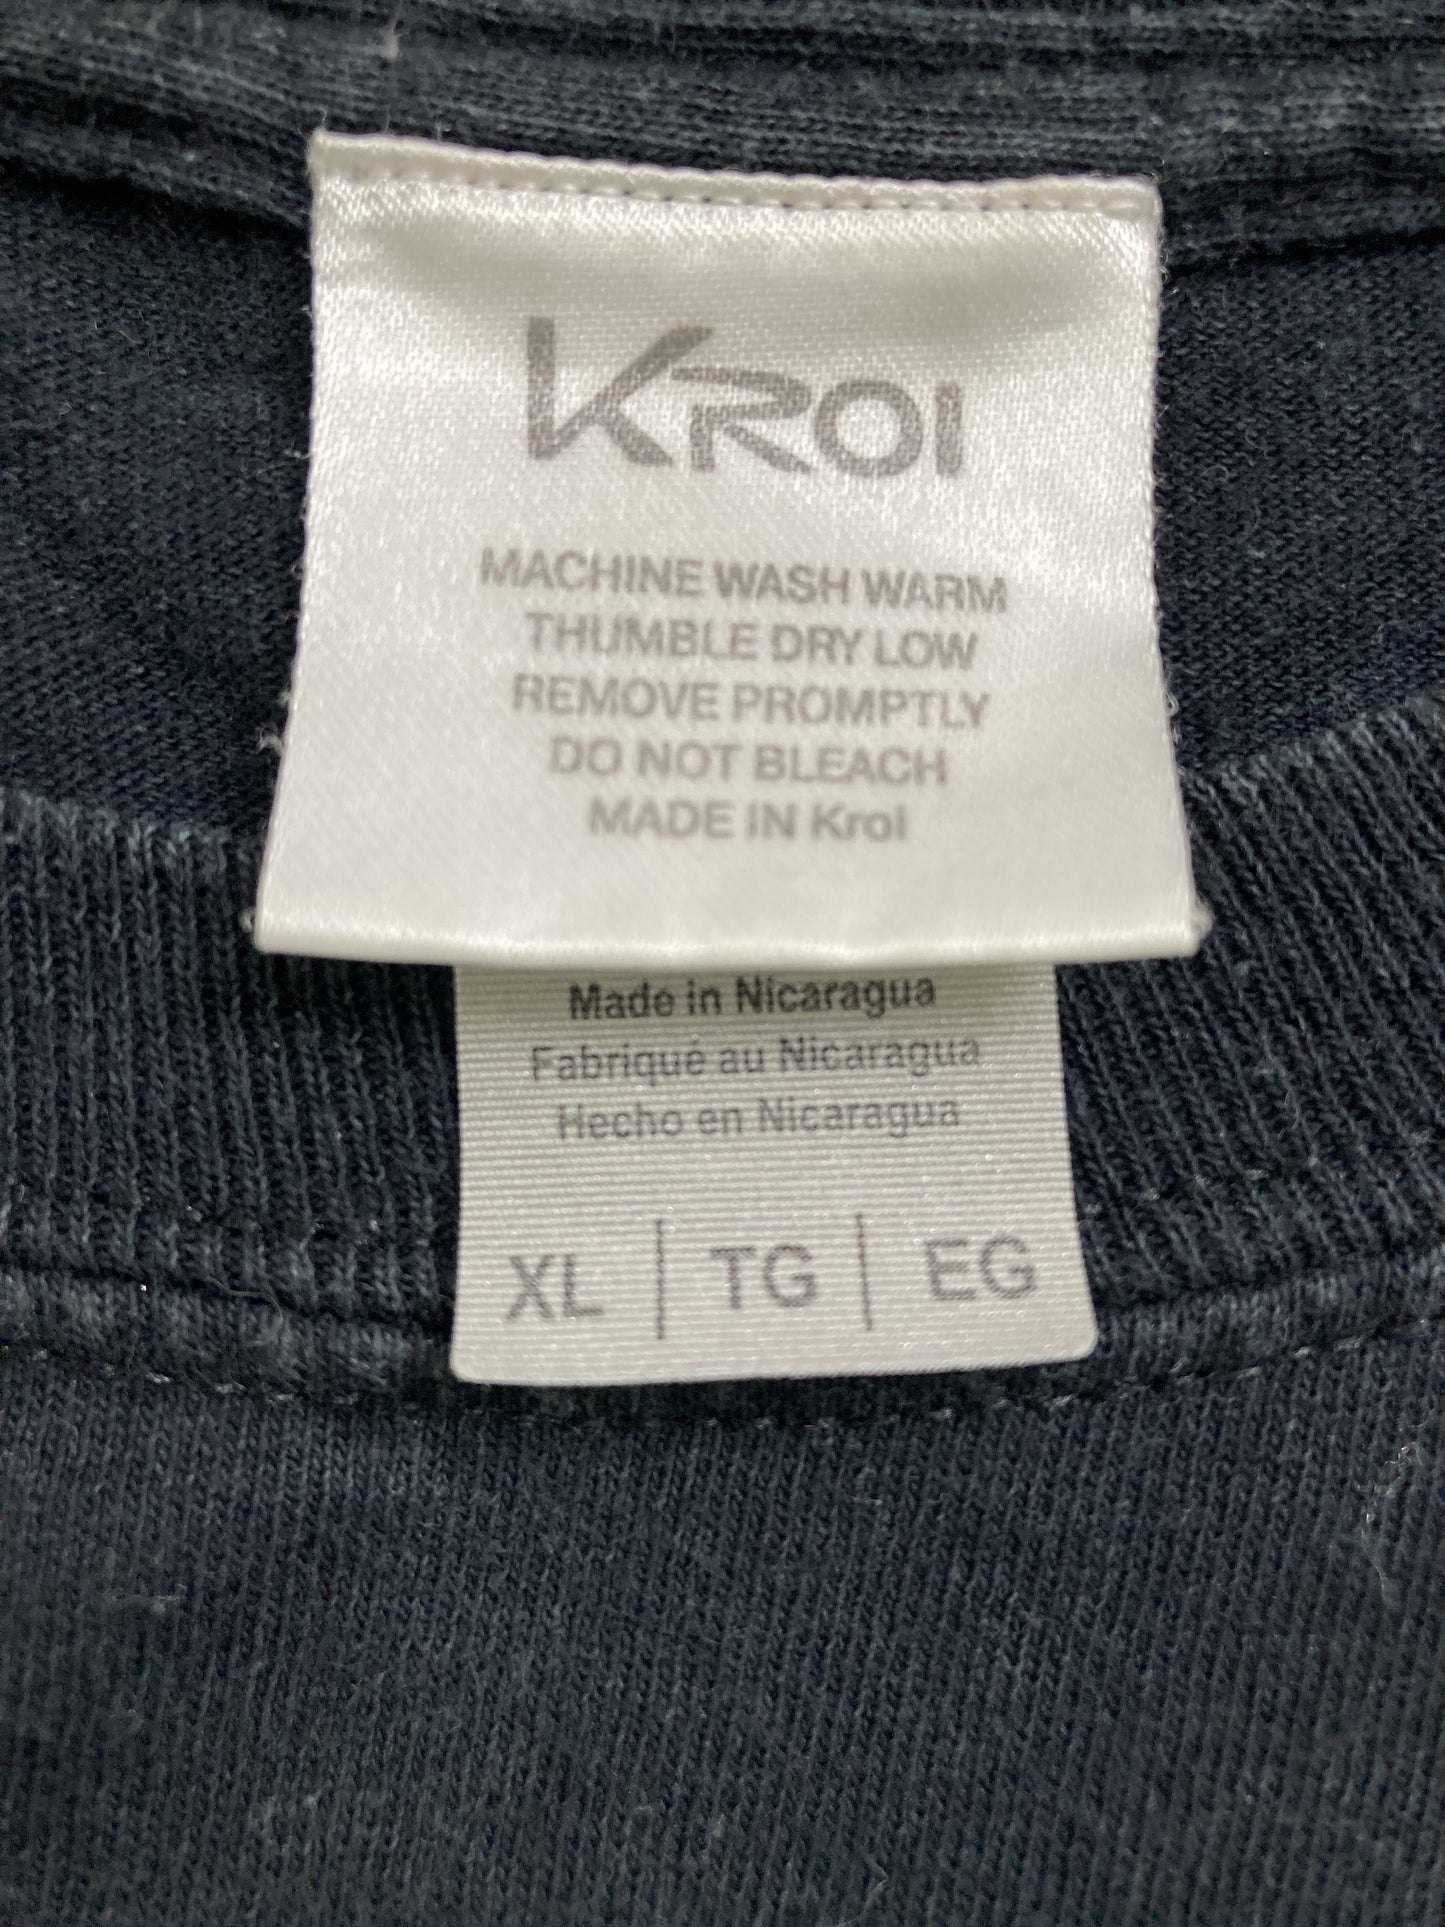 KROI
MACHINE WASH WARM
THUMBLE DRY LOW
REMOVE PROMPTLY
DO NOT BLEACH
MADE IN Kroi
Made in Nicaragua
Fabriqué au Nicaragua
Hecho en Nicaragua
XL | TG | EG